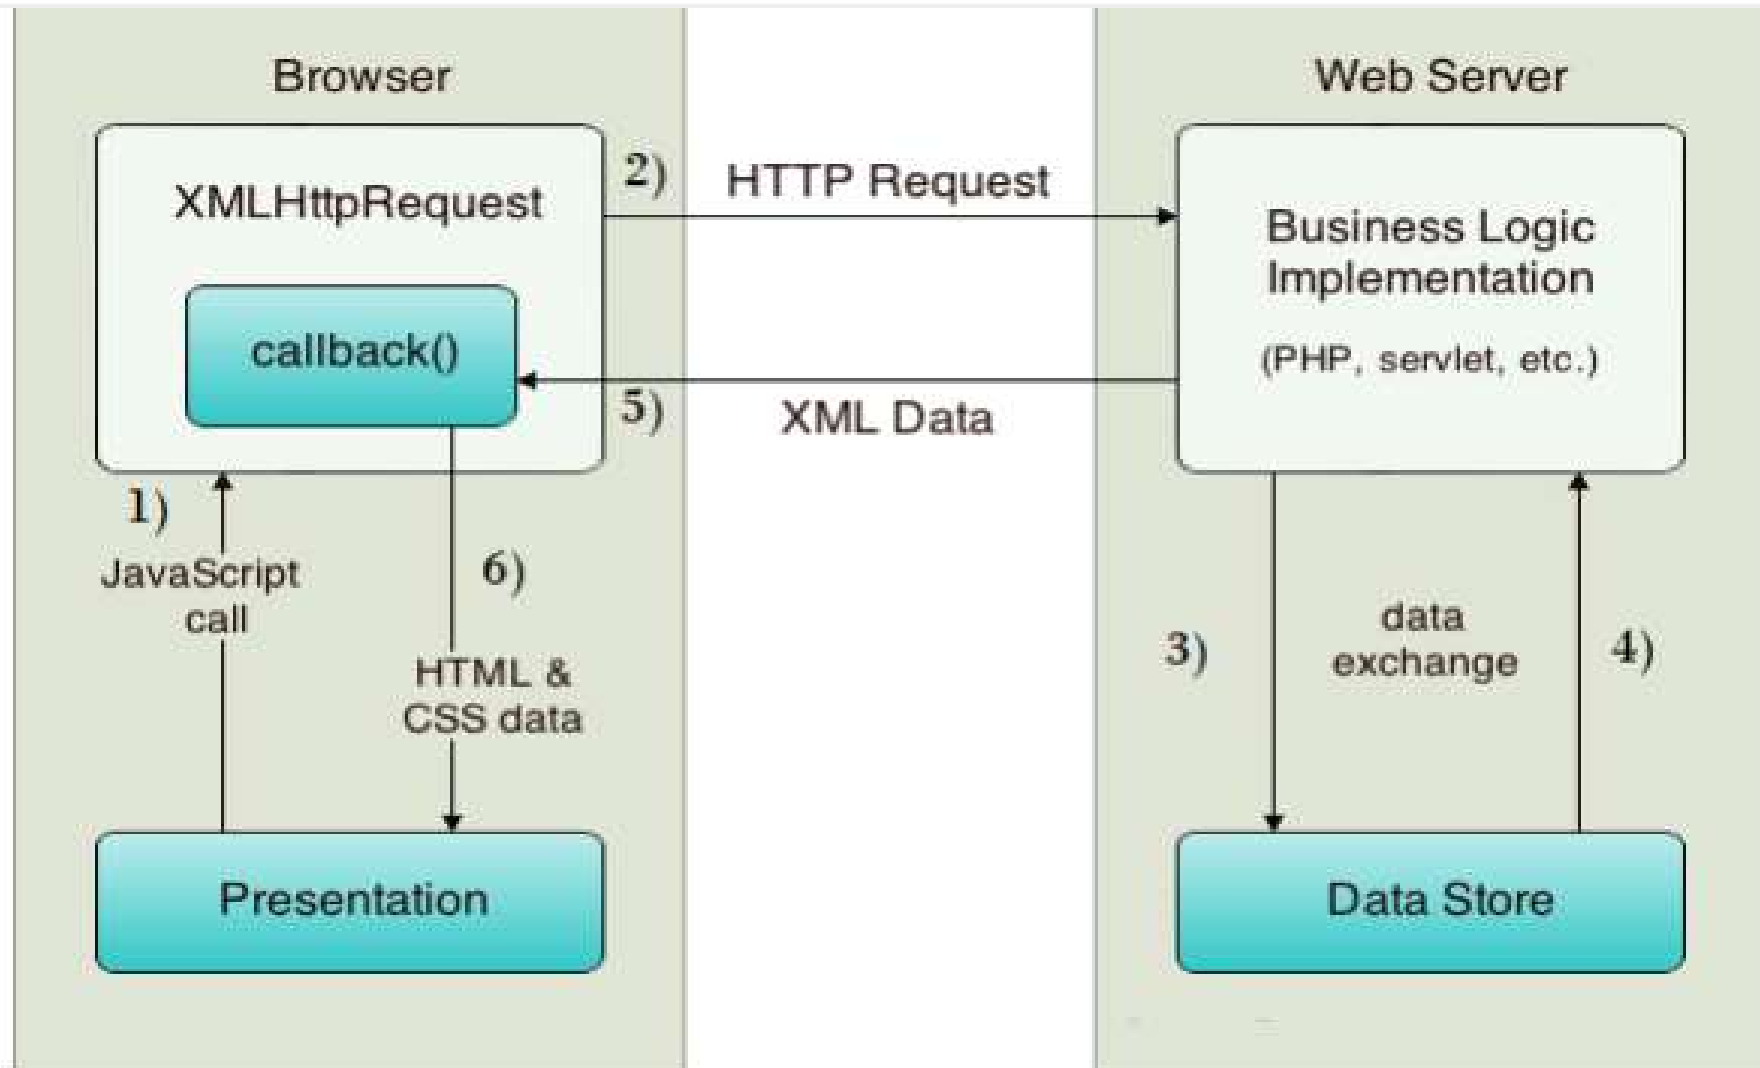 Browser
Web Server
XMLHttpRequest
callback()
2)
HTTP Request
Business Logic
Implementation
(PHP, servlet, etc.)
5)
XML Data
1)
JavaScript
call
6)
HTML &
CSS data
3)
data
exchange
4)
Presentation
Data Store